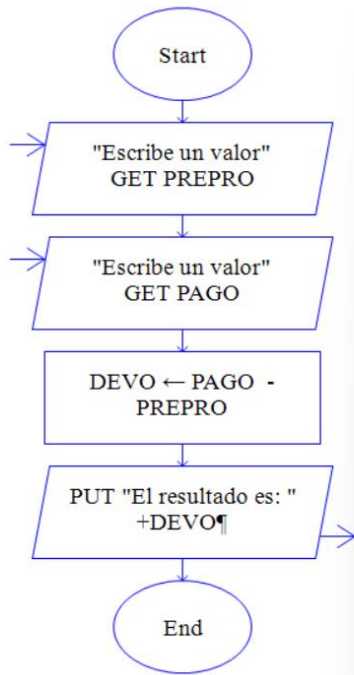 Start
"Escribe un valor"
GET PREPRO
"Escribe un valor"
GET PAGO
DEVO ← PAGO -
PREPRO
PUT "El resultado es: "
+DEVO¶
End